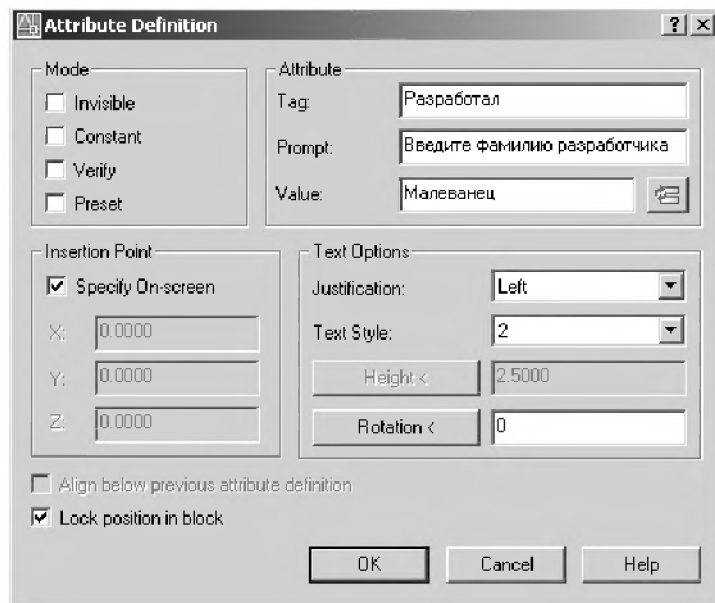 Attribute Definition
Mode
Invisible
Constant
Verify
Preset
Attribute
Tag: Разработал
Prompt: Введите фамилию разработчика
Value: Малеванец
Insertion Point
Specify On-screen
X: 0.0000
Y: 0.0000
Z: 0.0000
Text Options
Justification: Left
Text Style: 2
Height < 2.5000
Rotation < 0
Align below previous attribute definition
Lock position in block
OK Cancel Help